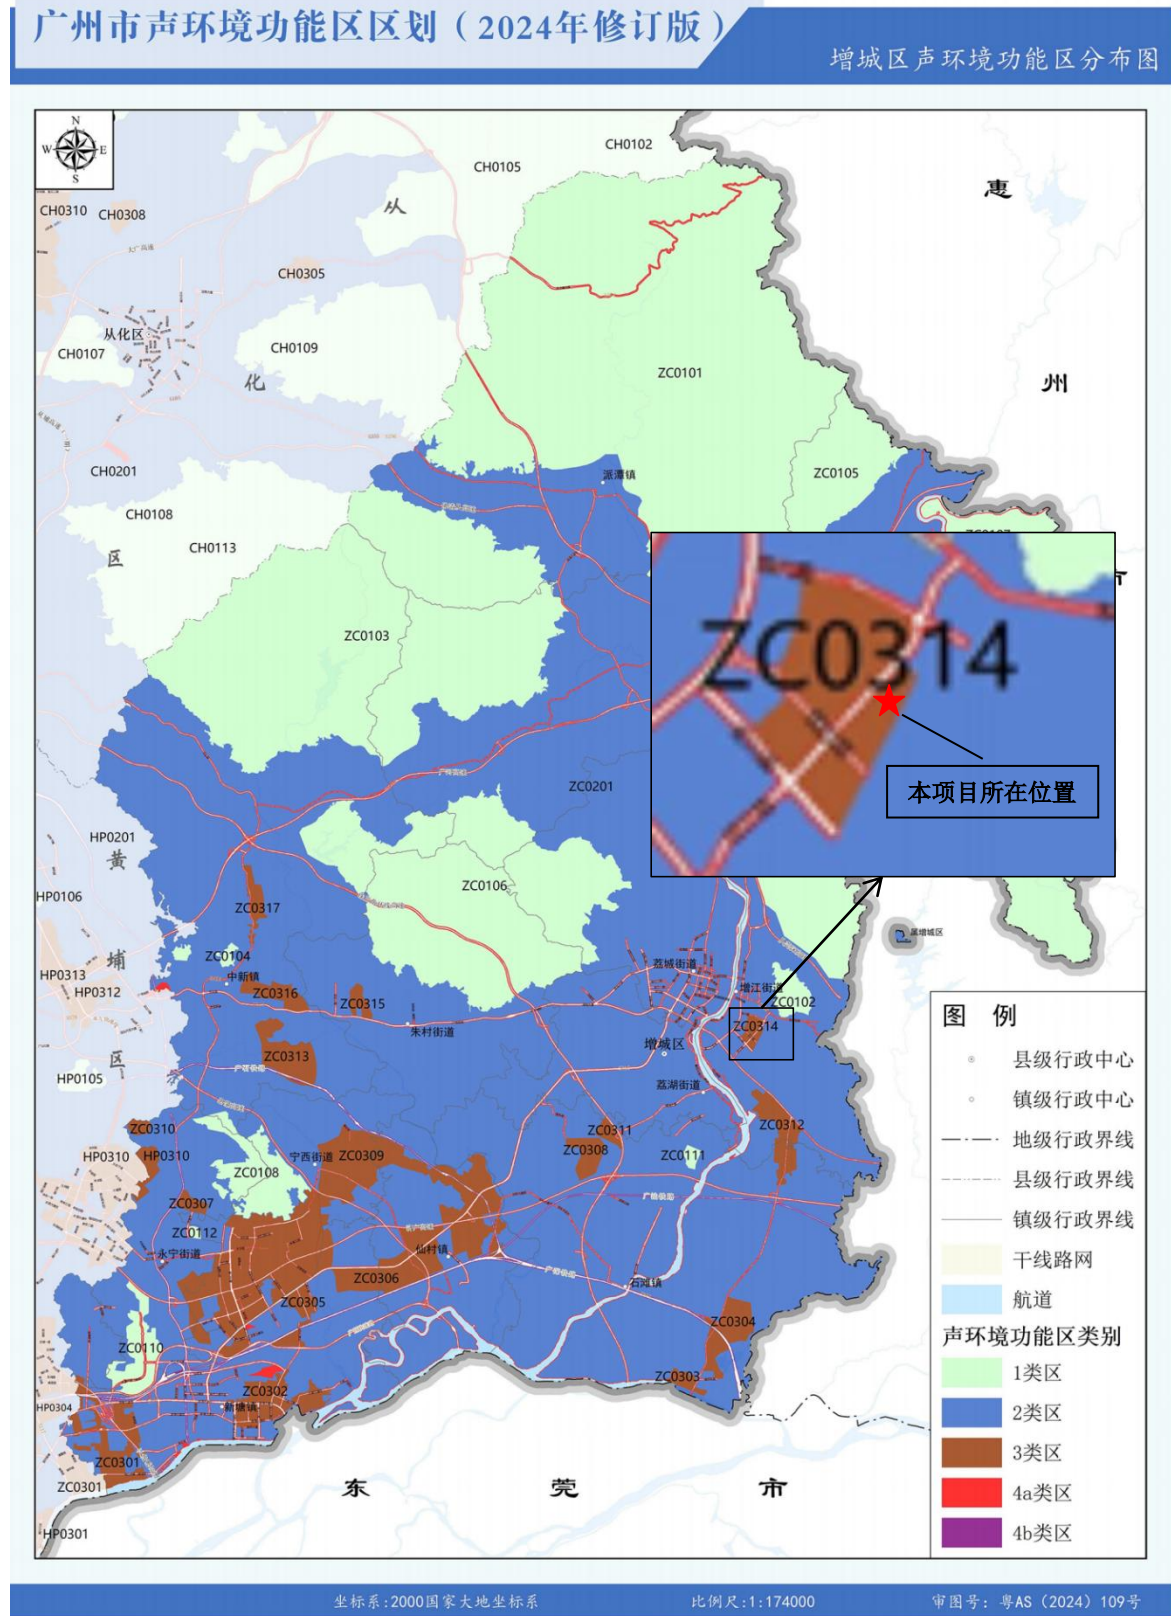 广州市声环境功能区区划（2024年修订版）
增城区声环境功能区分布图
N
W
E
S
CH0102
CH0105
从
惠
CH0310
CH0308
CH0305
从化区
CH0107
CH0109
ZC0101
化
州
CH0201
ZC0105
派潭镇
CH0108
CH0113
区
ZC0103
ZC0314
本项目所在位置
ZC0201
HP0201
黄
ZC0106
HP0106
ZC0317
属增城区
ZC0104
埔
荔城街道
HP0313
中新镇
HP0312
ZC0316
ZC0315
增江街道
ZC0102
朱村街道
ZC0314
增城区
ZC0313
区
HP0105
荔湖街道
ZC0310
ZC0311
ZC0312
HP0310
HP0310
宁西街道
ZC0309
ZC0308
ZC0111
ZC0108
ZC0307
ZC0112
永宁街道
仙村镇
ZC0306
石滩镇
ZC0305
ZC0304
ZC0110
ZC0303
ZC0302
HP0304
新塘镇
ZC0301
ZC0301
东
莞
市
HP0301
图 例
县级行政中心
镇级行政中心
地级行政界线
县级行政界线
镇级行政界线
干线路网
航道
声环境功能区类别
1类区
2类区
3类区
4a类区
4b类区
坐标系:2000国家大地坐标系
比例尺:1:174000
审图号: 粤AS（2024）109号